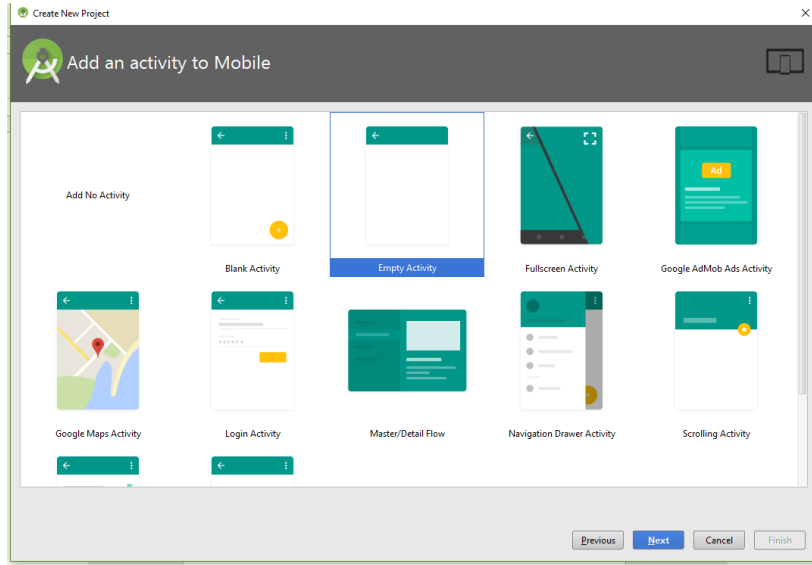 Create New Project
Add an activity to Mobile
Add No Activity
Blank Activity
Empty Activity
Fullscreen Activity
Ad
Google AdMob Ads Activity
Google Maps Activity
Login Activity
Master/Detail Flow
Navigation Drawer Activity
Scrolling Activity
Previous
Next
Cancel
Finish